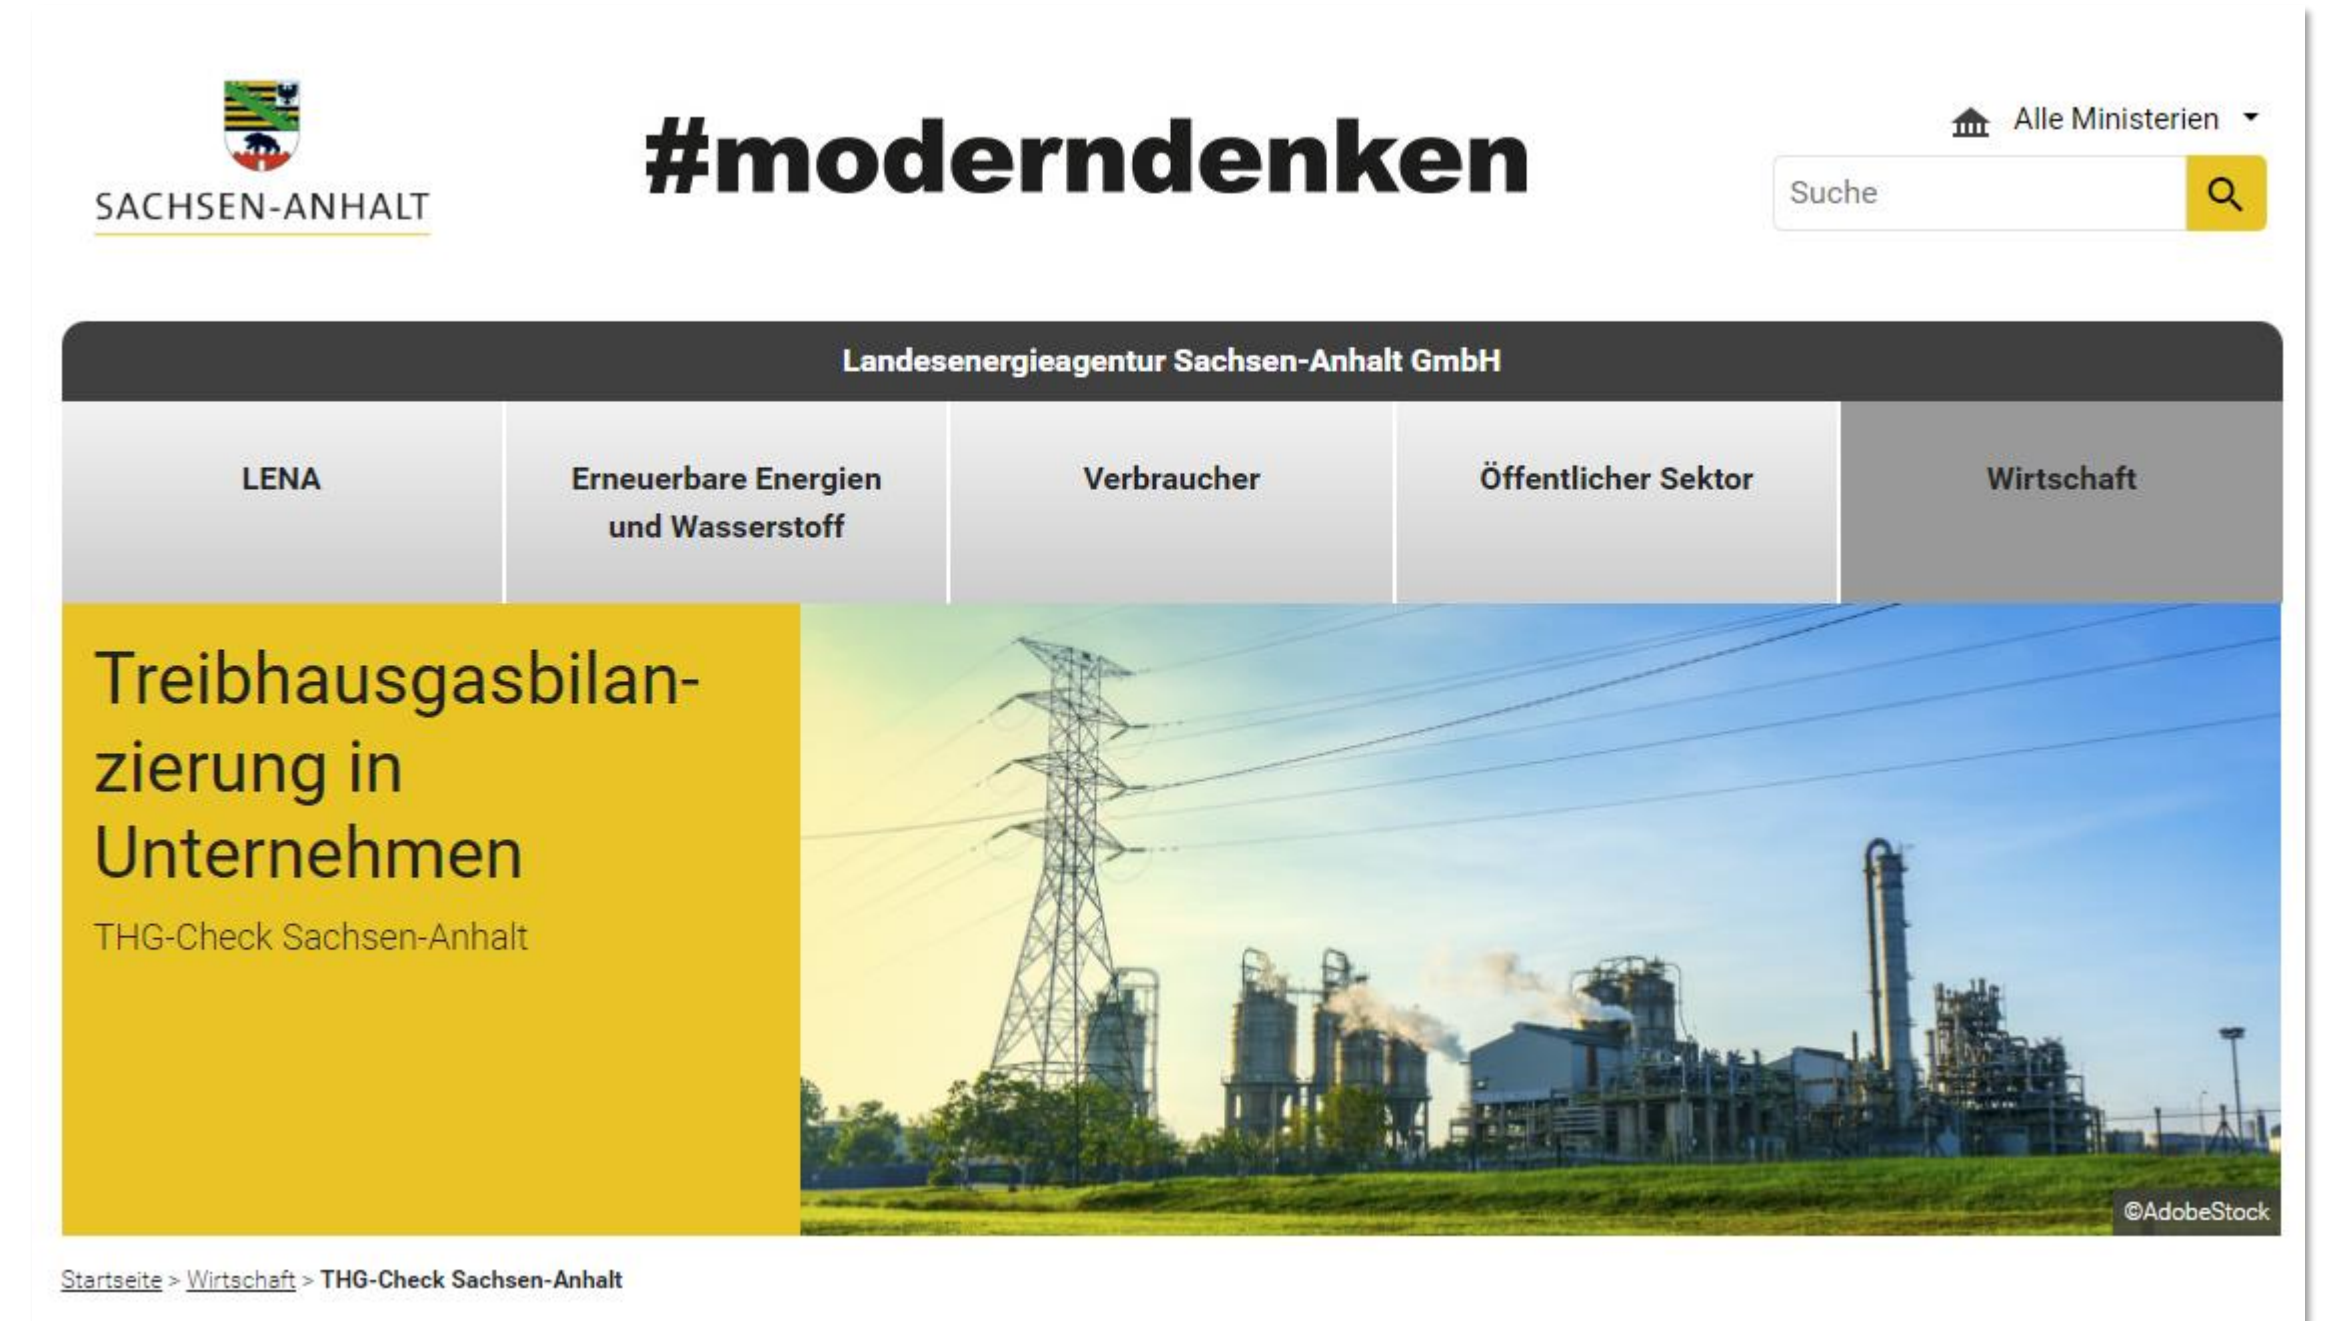 SACHSEN-ANHALT
#moderndenken
Alle Ministerien
Suche
Landesenergieagentur Sachsen-Anhalt GmbH
LENA
Erneuerbare Energien
und Wasserstoff
Verbraucher
Öffentlicher Sektor
Wirtschaft
Treibhausgasbilan-
zierung in
Unternehmen
THG-Check Sachsen-Anhalt
©AdobeStock
Startseite > Wirtschaft > THG-Check Sachsen-Anhalt